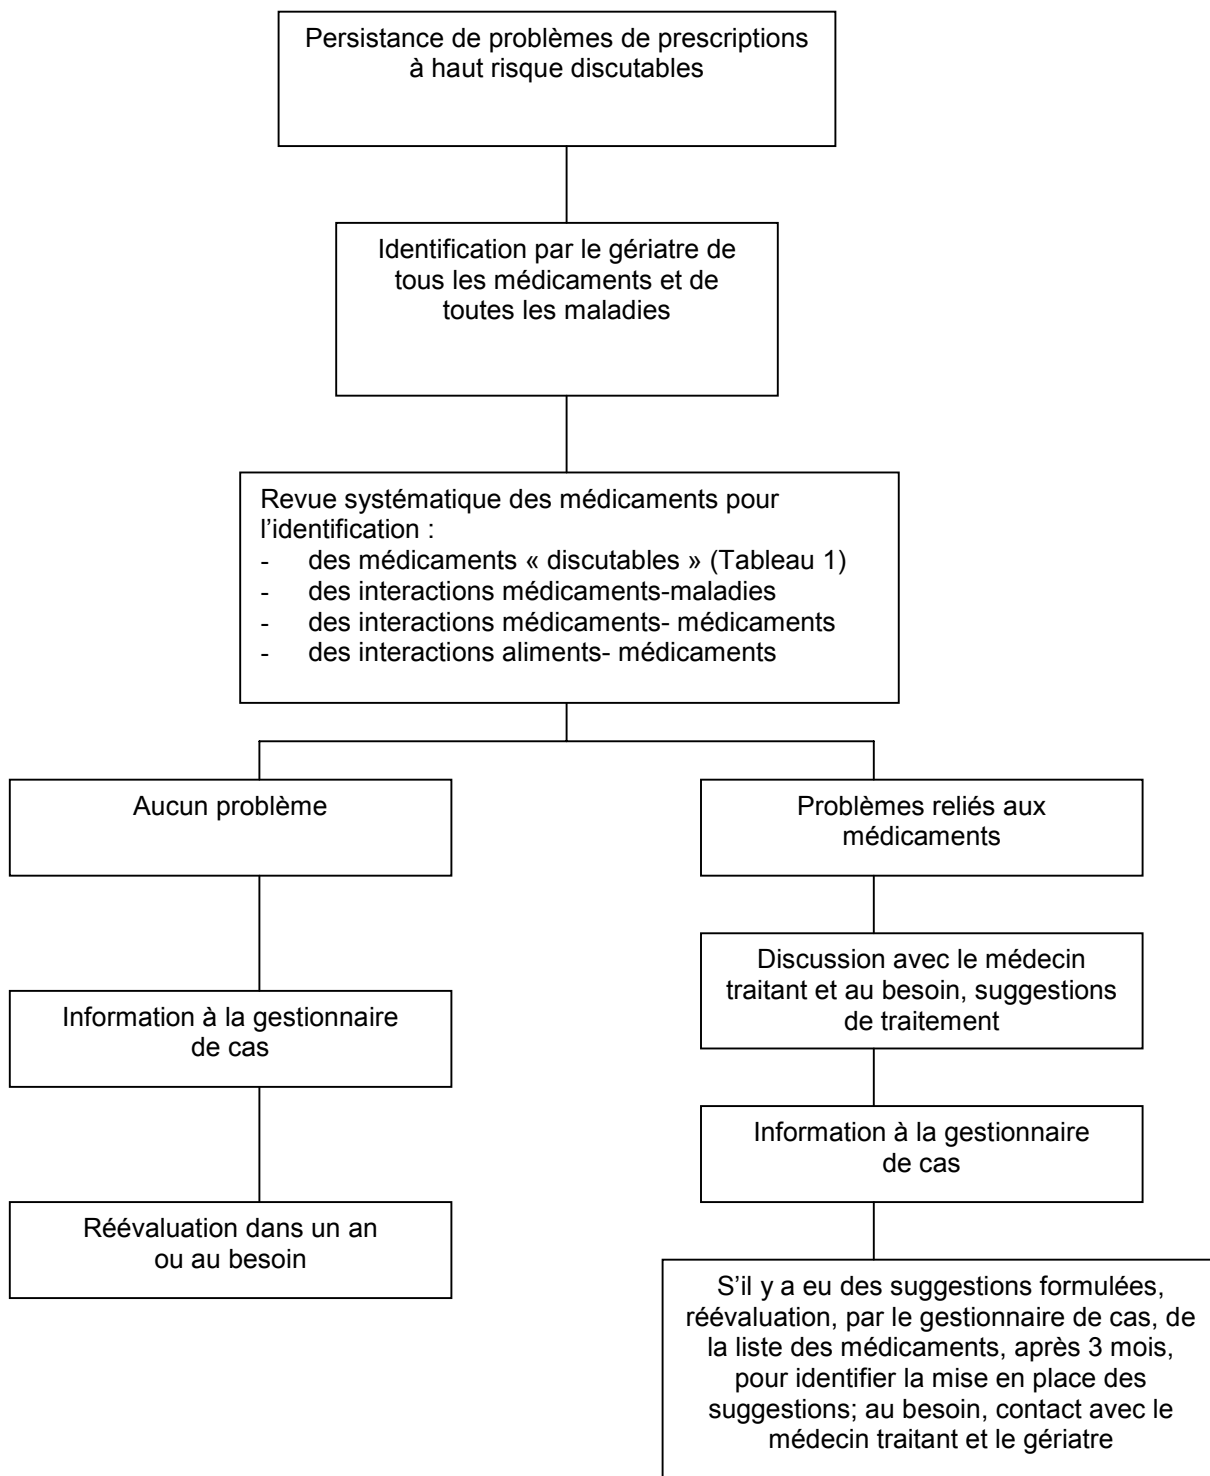 Persistance de problèmes de prescriptions
à haut risque discutables
Identification par le gériatre de
tous les médicaments et de
toutes les maladies
Revue systématique des médicaments pour
l’identification :
- des médicaments « discutables » (Tableau 1)
- des interactions médicaments-maladies
- des interactions médicaments- médicaments
- des interactions aliments- médicaments
Aucun problème
Information à la gestionnaire
de cas
Réévaluation dans un an
ou au besoin
Problèmes reliés aux
médicaments
Discussion avec le médecin
traitant et au besoin, suggestions
de traitement
Information à la gestionnaire
de cas
S’il y a eu des suggestions formulées,
réévaluation, par le gestionnaire de cas, de
la liste des médicaments, après 3 mois,
pour identifier la mise en place des
suggestions; au besoin, contact avec le
médecin traitant et le gériatre